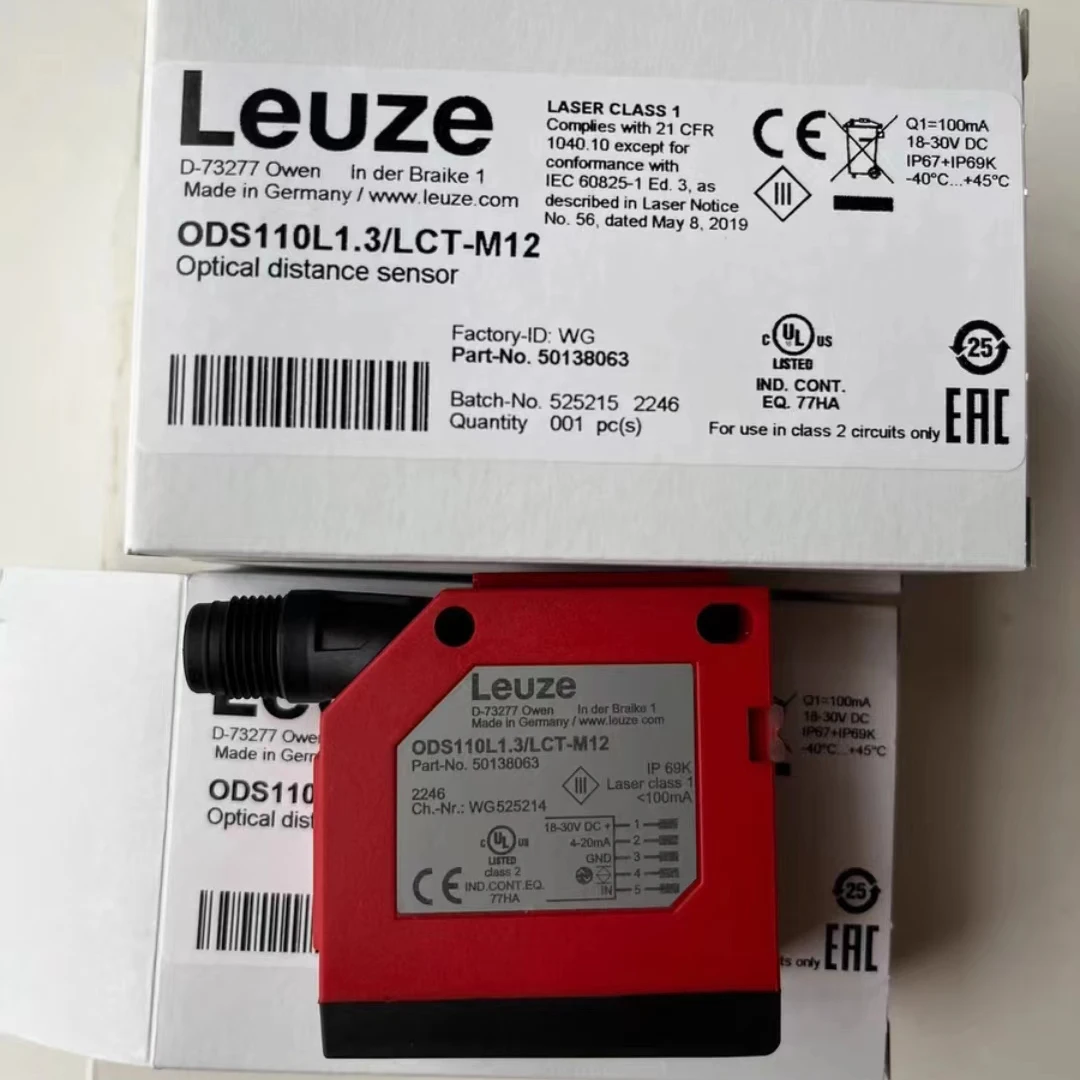 Leuze
D-73277 Owen In der Braike 1
Made in Germany / www.leuze.com
ODS110L1.3/LCT-M12
Optical distance sensor
LASER CLASS 1
Complies with 21 CFR
1040.10 except for
conformance with
IEC 60825-1 Ed. 3, as
described in Laser Notice
No. 56, dated May 8, 2019
CE
III
Q1=100mA
18-30V DC
IP67+IP69K
-40°C...+45°C
Factory-ID: WG
Part-No. 50138063
Batch-No. 525215 2246
Quantity 001 pc(s)
c UL us
LISTED
IND. CONT.
EQ. 77HA
For use in class 2 circuits only
25
EAC
Leuze
D-73277 Owen In der Braike 1
Made in Germany / www.leuze.com
ODS110L1.3/LCT-M12
Part-No. 50138063
2246
Ch.-Nr.: WG525214
III
IP 69K
Laser class 1
<100mA
c UL us
LISTED
class 2
IND.CONT.EQ.
77HA
CE
18-30V DC + 1
4-20mA 2
GND 3
4
IN 5
D-73277 Owe
Made in Germ
ODS110
Optical dist
Q1=100mA
18-30V DC
IP67+IP69K
-40°C...+45°C
25
EAC
ts only